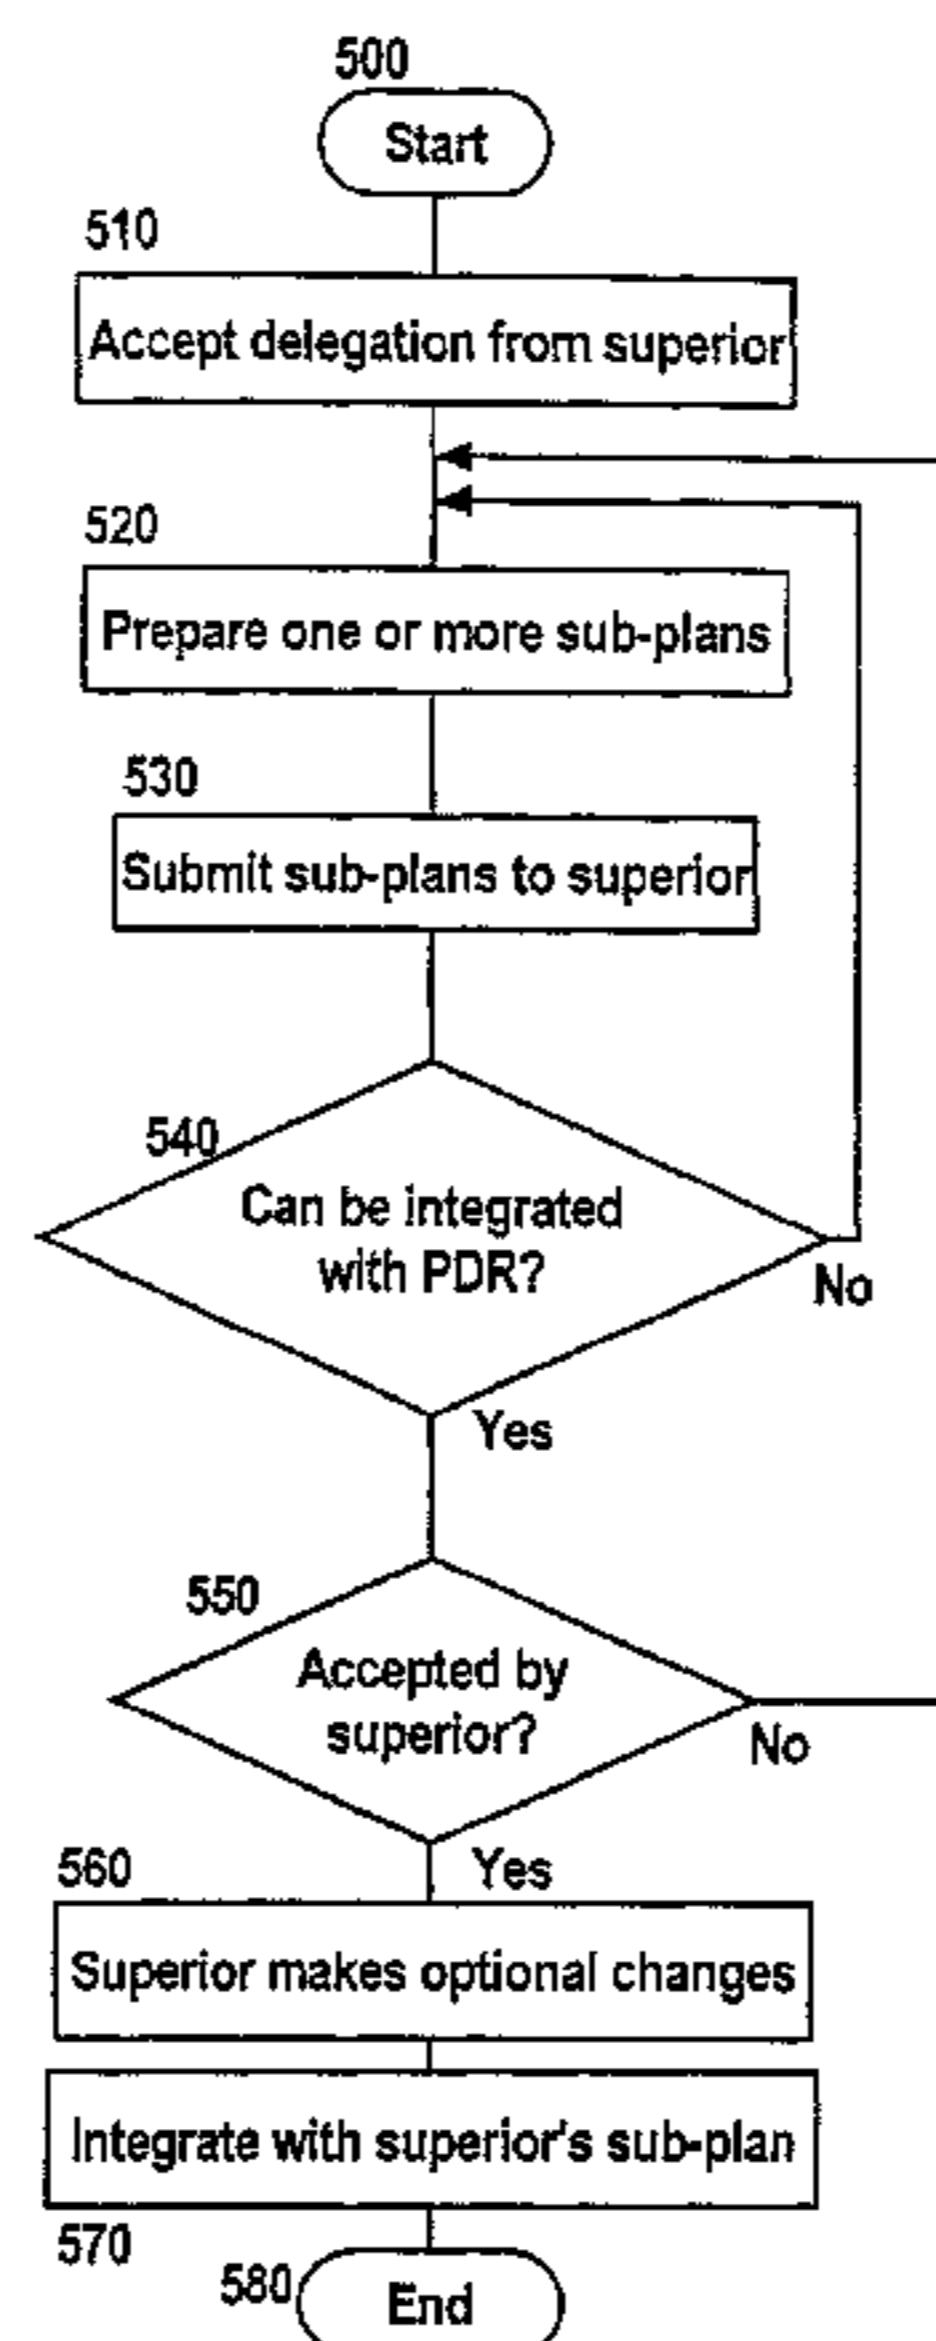 500
Start
510
Accept delegation from superior
520
Prepare one or more sub-plans
530
Submit sub-plans to superior
540
Can be integrated
with PDR?
No
Yes
550
Accepted by
superior?
No
Yes
560
Superior makes optional changes
Integrate with superior's sub-plan
570
580
End